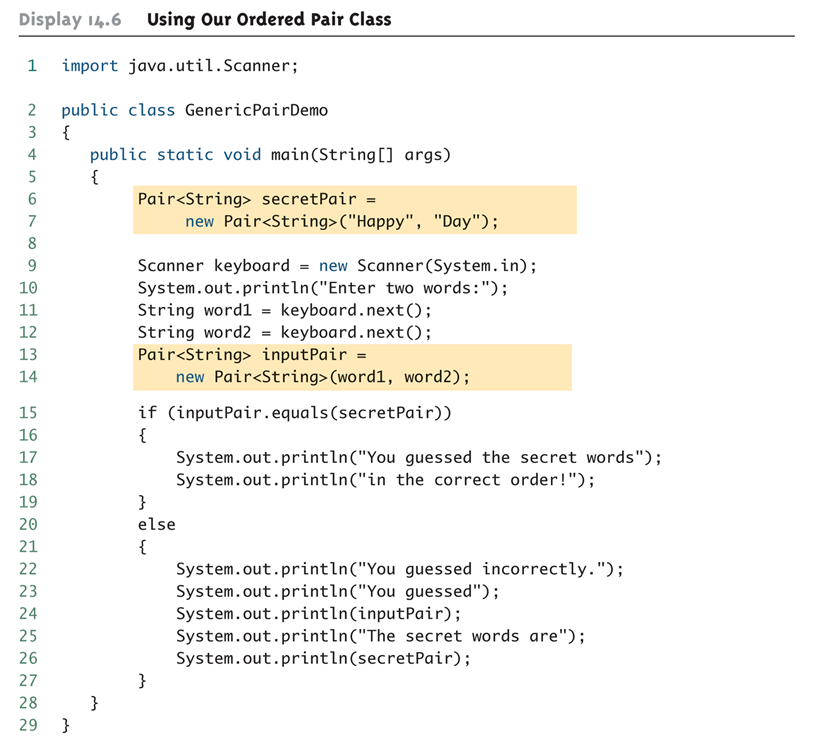 Display 14.6 Using Our Ordered Pair Class
1 import java.util.Scanner;
2 public class GenericPairDemo
3 {
4 public static void main(String[] args)
5 {
6 Pair<String> secretPair =
7 new Pair<String>("Happy", "Day");
8
9 Scanner keyboard = new Scanner(System.in);
10 System.out.println("Enter two words:");
11 String word1 = keyboard.next();
12 String word2 = keyboard.next();
13 Pair<String> inputPair =
14 new Pair<String>(word1, word2);
15 if (inputPair.equals(secretPair))
16 {
17 System.out.println("You guessed the secret words");
18 System.out.println("in the correct order!");
19 }
20 else
21 {
22 System.out.println("You guessed incorrectly.");
23 System.out.println("You guessed");
24 System.out.println(inputPair);
25 System.out.println("The secret words are");
26 System.out.println(secretPair);
27 }
28 }
29 }